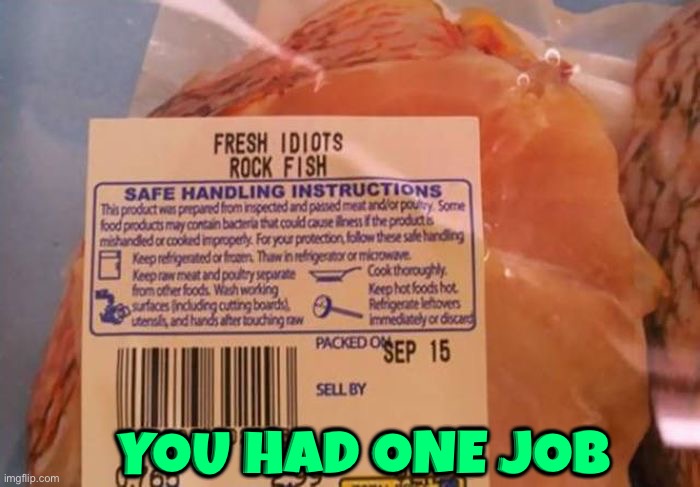 FRESH IDIOTS
ROCK FISH
SAFE HANDLING INSTRUCTIONS
This product was prepared from inspected and passed meat and/or poultry. Some
food products may contain bacteria that could cause illness if the product is
mishandled or cooked improperly. For your protection, follow these safe handling
Keep refrigerated or frozen. Thaw in refrigerator or microwave.
Keep raw meat and poultry separate
from other foods. Wash working
surfaces (including cutting boards),
utensils, and hands after touching raw
Cook thoroughly.
Keep hot foods hot.
Refrigerate leftovers
immediately or discard
PACKED ON SEP 15
SELL BY
YOU HAD ONE JOB
imgflip.com